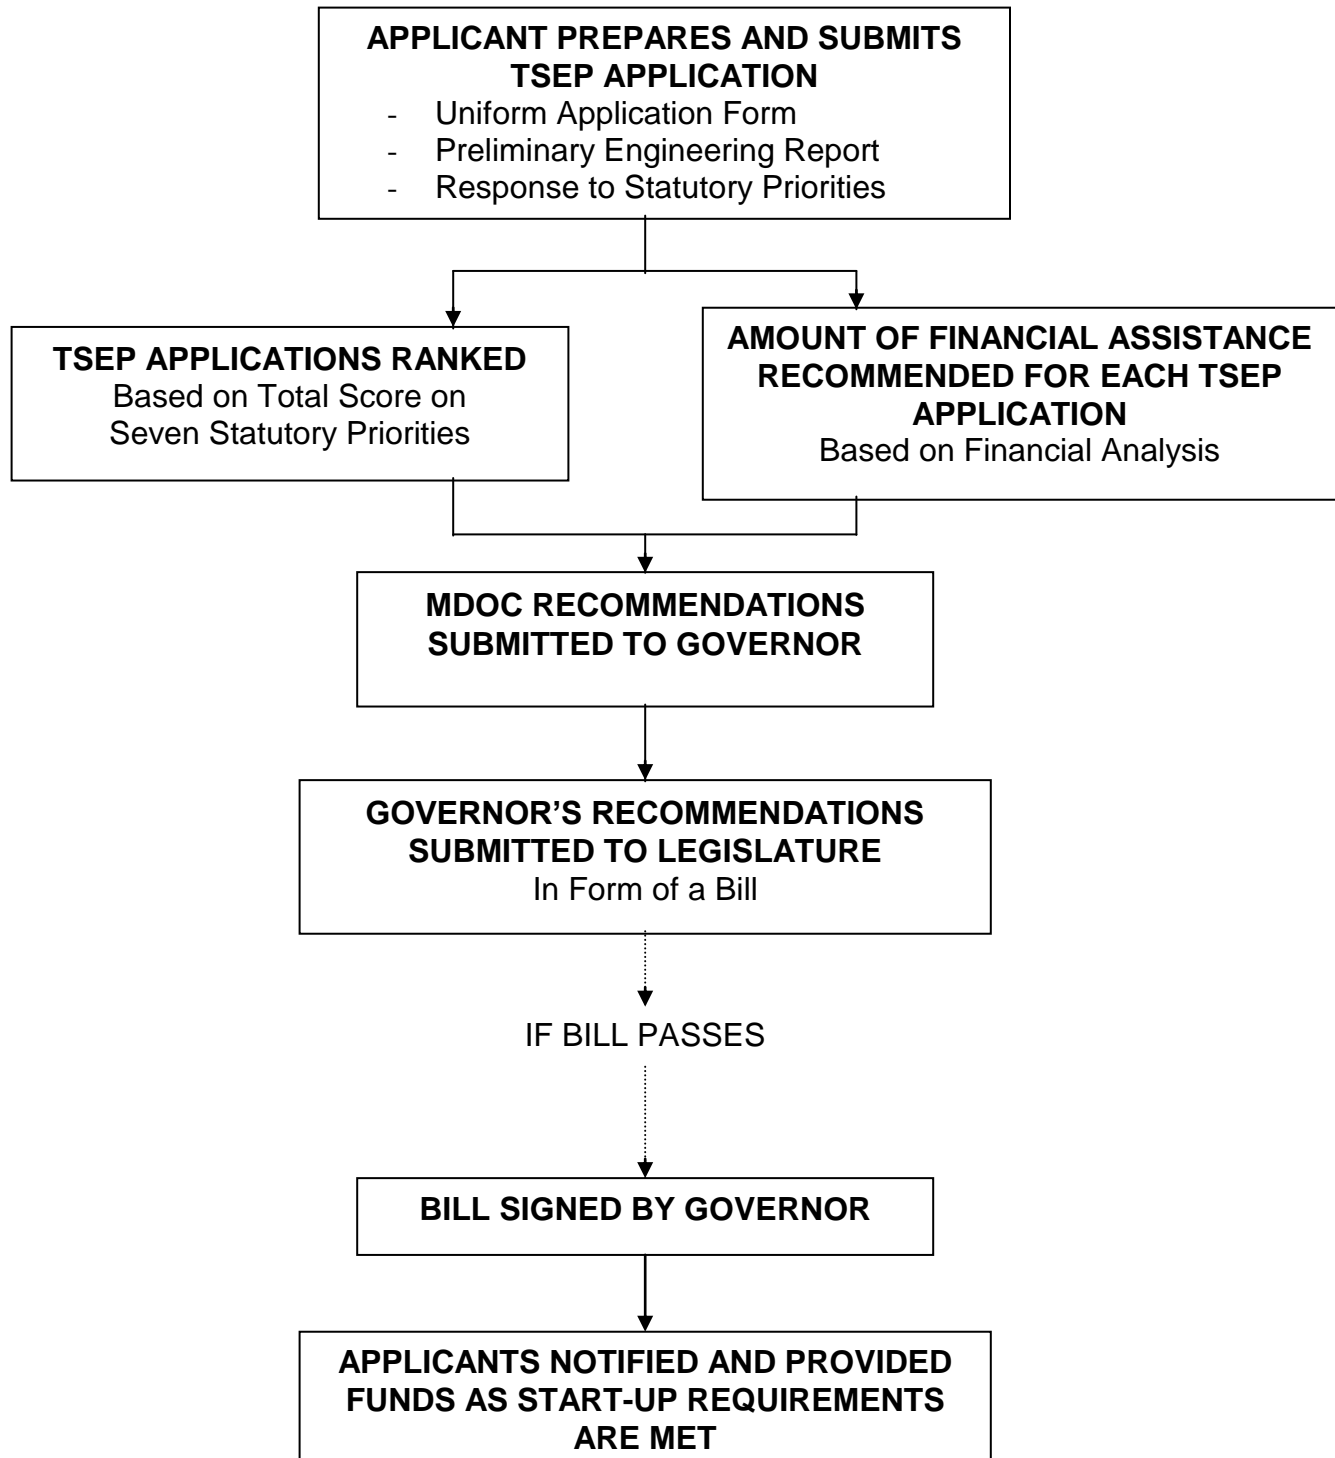 APPLICANT PREPARES AND SUBMITS
TSEP APPLICATION
- Uniform Application Form
- Preliminary Engineering Report
- Response to Statutory Priorities
TSEP APPLICATIONS RANKED
Based on Total Score on
Seven Statutory Priorities
AMOUNT OF FINANCIAL ASSISTANCE
RECOMMENDED FOR EACH TSEP
APPLICATION
Based on Financial Analysis
MDOC RECOMMENDATIONS
SUBMITTED TO GOVERNOR
GOVERNOR’S RECOMMENDATIONS
SUBMITTED TO LEGISLATURE
In Form of a Bill
IF BILL PASSES
BILL SIGNED BY GOVERNOR
APPLICANTS NOTIFIED AND PROVIDED
FUNDS AS START-UP REQUIREMENTS
ARE MET